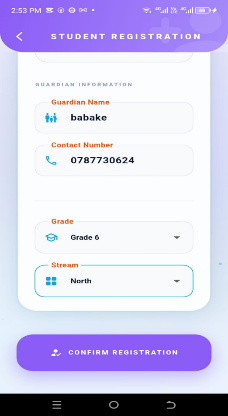 2:53 PM
STUDENT REGISTRATION
GUARDIAN INFORMATION
Guardian Name
babake
Contact Number
0787730624
Grade
Grade 6
Stream
North
CONFIRM REGISTRATION